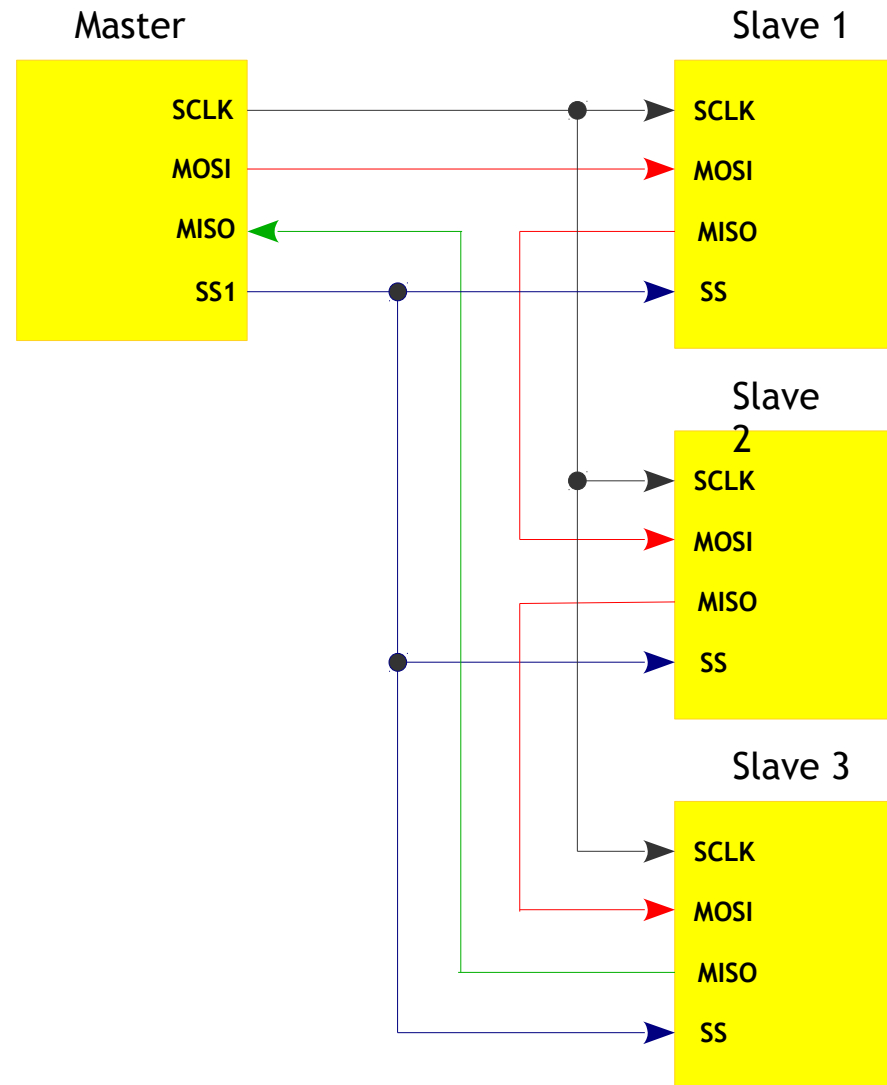 Master
SCLK
MOSI
MISO
SS1
Slave 1
SCLK
MOSI
MISO
SS
Slave
2
SCLK
MOSI
MISO
SS
Slave 3
SCLK
MOSI
MISO
SS